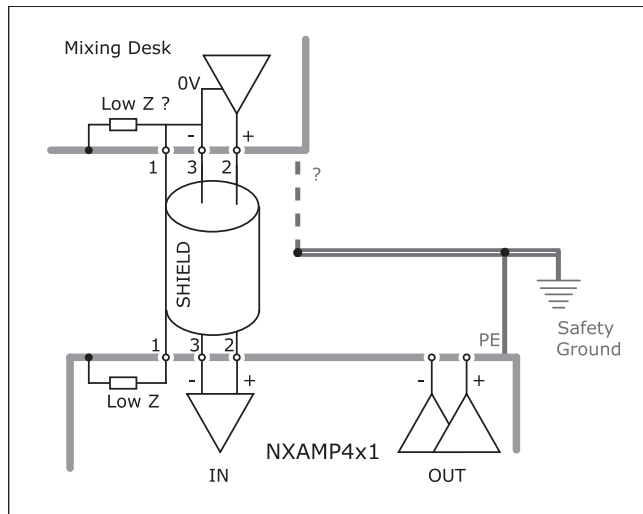 Mixing Desk
0V
Low Z ?
- +
1 3 2
?
SHIELD
Safety
Ground
1 3 2
PE
- +
- +
Low Z
NXAMP4x1
IN
OUT